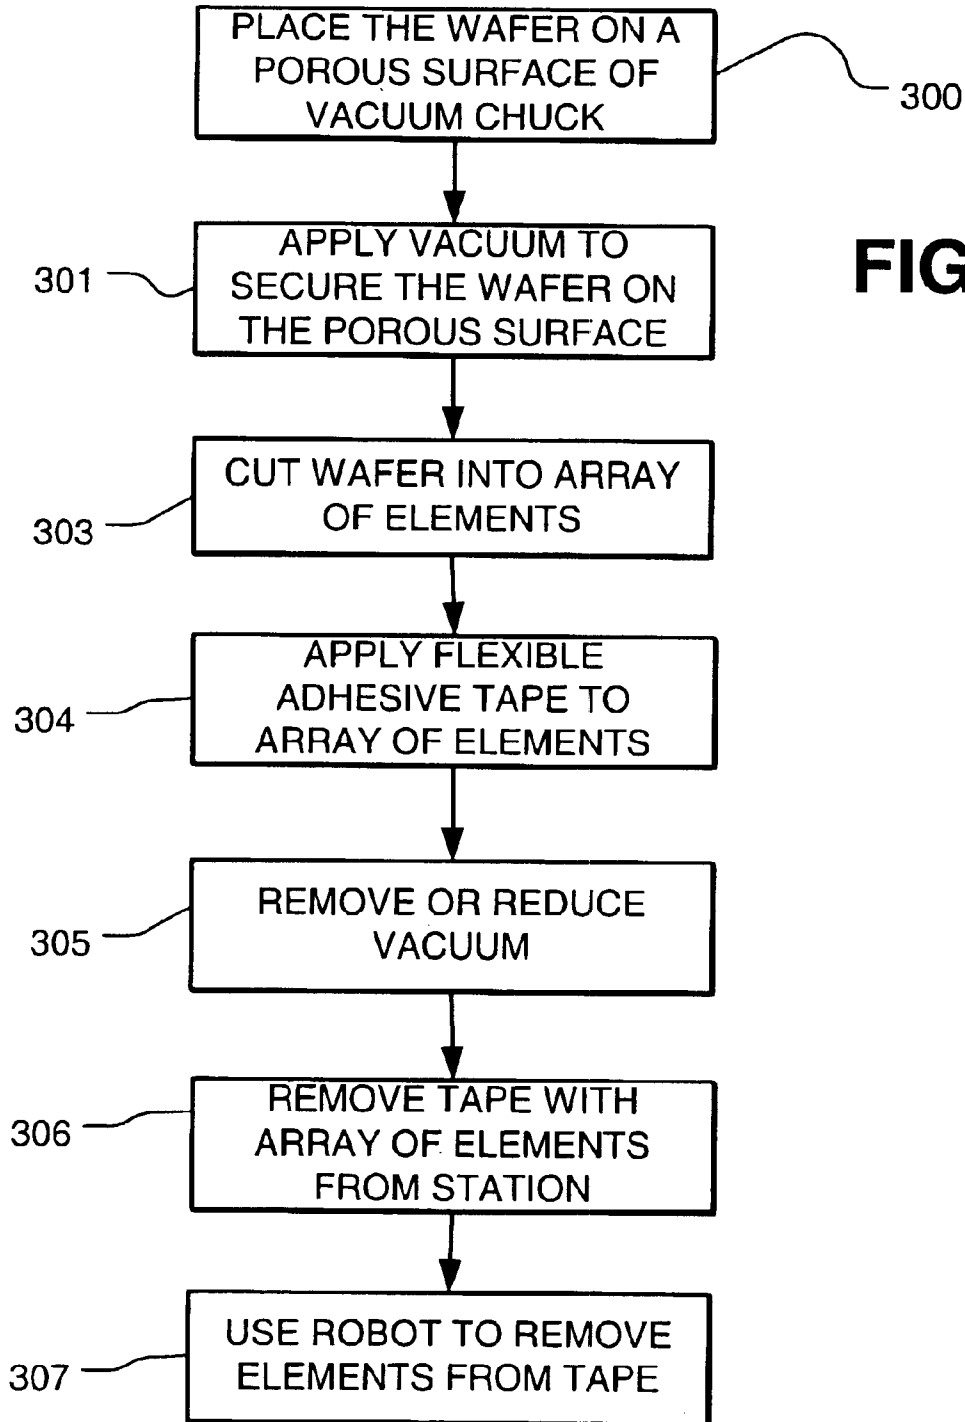 PLACE THE WAFER ON A
POROUS SURFACE OF
VACUUM CHUCK
300
APPLY VACUUM TO
SECURE THE WAFER ON
THE POROUS SURFACE
301
FIG
CUT WAFER INTO ARRAY
OF ELEMENTS
303
APPLY FLEXIBLE
ADHESIVE TAPE TO
ARRAY OF ELEMENTS
304
REMOVE OR REDUCE
VACUUM
305
REMOVE TAPE WITH
ARRAY OF ELEMENTS
FROM STATION
306
USE ROBOT TO REMOVE
ELEMENTS FROM TAPE
307